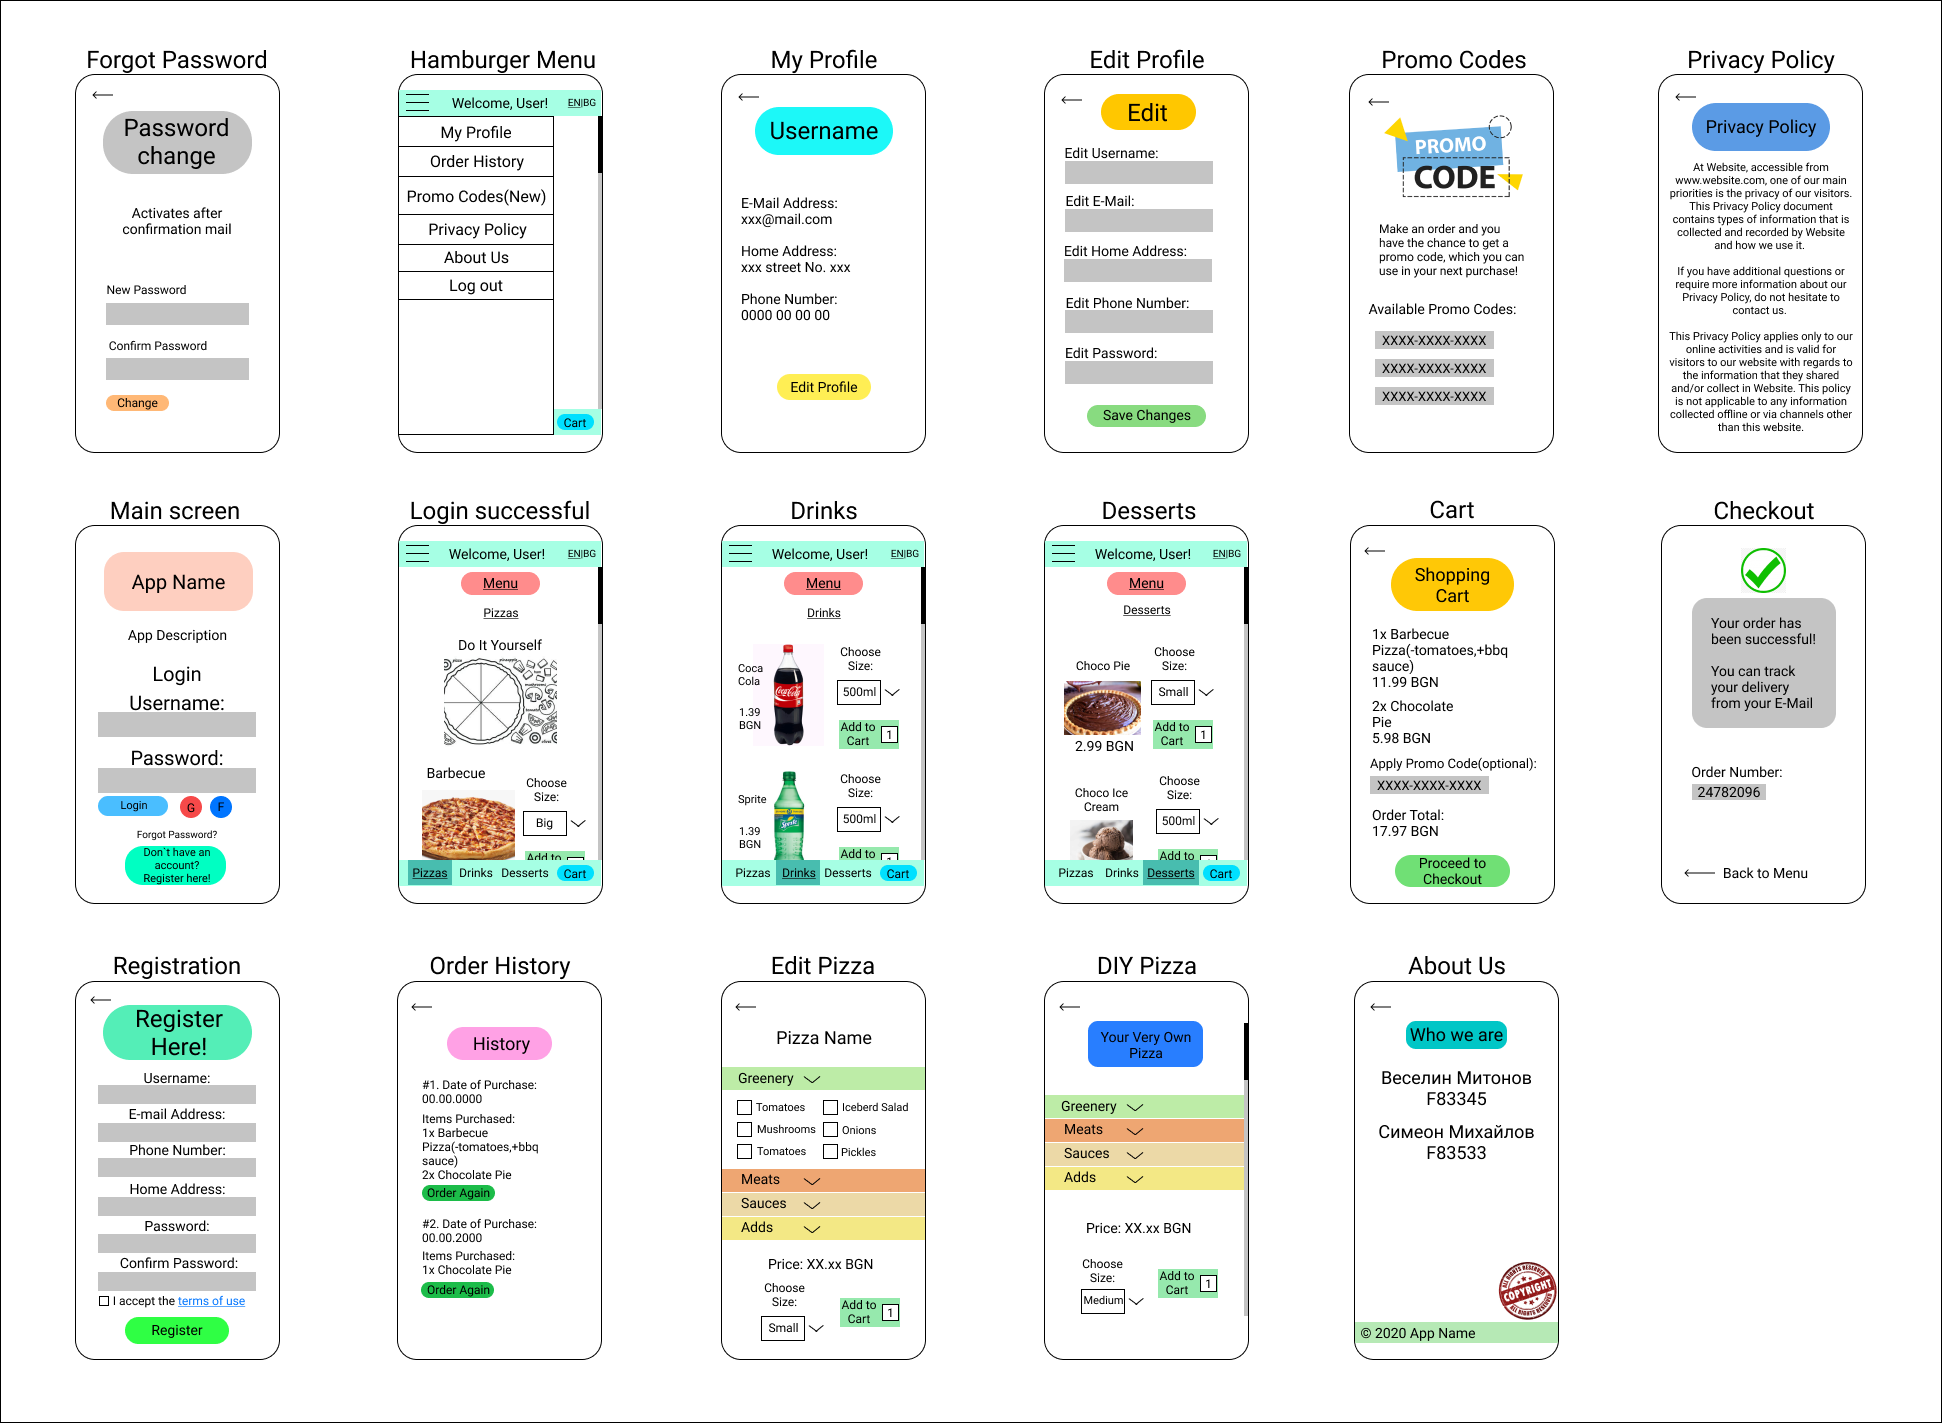 Forgot Password
Password
change
Activates after
confirmation mail
New Password
Confirm Password
Change
Hamburger Menu
Welcome, User!
EN|BG
My Profile
Order History
Promo Codes(New)
Privacy Policy
About Us
Log out
Cart
My Profile
Username
E-Mail Address:
xxx@mail.com
Home Address:
xxx street No. xxx
Phone Number:
0000 00 00 00
Edit Profile
Edit Profile
Edit
Edit Username:
Edit E-Mail:
Edit Home Address:
Edit Phone Number:
Edit Password:
Save Changes
Promo Codes
PROMO
CODE
Make an order and you
have the chance to get a
promo code, which you can
use in your next purchase!
Available Promo Codes:
XXXX-XXXX-XXXX
XXXX-XXXX-XXXX
XXXX-XXXX-XXXX
Privacy Policy
Privacy Policy
At Website, accessible from
www.website.com, one of our main
priorities is the privacy of our visitors.
This Privacy Policy document
contains types of information that is
collected and recorded by Website
and how we use it.
If you have additional questions or
require more information about our
Privacy Policy, do not hesitate to
contact us.
This Privacy Policy applies only to our
online activities and is valid for
visitors to our website with regards to
the information that they shared
and/or collect in Website. This policy
is not applicable to any information
collected offline or via channels other
than this website.
Main screen
App Name
App Description
Login
Username:
Password:
Login
G
F
Forgot Password?
Don`t have an
account?
Register here!
Login successful
Welcome, User!
EN|BG
Menu
Pizzas
Do It Yourself
Barbecue
Choose
Size:
Big
Add to
Pizzas
Drinks
Desserts
Cart
Drinks
Welcome, User!
EN|BG
Menu
Drinks
Coca
Cola
1.39
BGN
Coca-Cola
Choose
Size:
500ml
Add to
Cart
1
Sprite
1.39
BGN
Sprite
Choose
Size:
500ml
Add to
1
Pizzas
Drinks
Desserts
Cart
Desserts
Welcome, User!
EN|BG
Menu
Desserts
Choco Pie
2.99 BGN
Choose
Size:
Small
Add to
Cart
1
Choco Ice
Cream
Choose
Size:
500ml
Add to
Pizzas
Drinks
Desserts
Cart
Cart
Shopping
Cart
1x Barbecue
Pizza(-tomatoes,+bbq
sauce)
11.99 BGN
2x Chocolate
Pie
5.98 BGN
Apply Promo Code(optional):
XXXX-XXXX-XXXX
Order Total:
17.97 BGN
Proceed to
Checkout
Checkout
Your order has
been successful!
You can track
your delivery
from your E-Mail
Order Number:
24782096
Back to Menu
Registration
Register
Here!
Username:
E-mail Address:
Phone Number:
Home Address:
Password:
Confirm Password:
I accept the terms of use
Register
Order History
History
#1. Date of Purchase:
00.00.0000
Items Purchased:
1x Barbecue
Pizza(-tomatoes,+bbq
sauce)
2x Chocolate Pie
Order Again
#2. Date of Purchase:
00.00.2000
Items Purchased:
1x Chocolate Pie
Order Again
Edit Pizza
Pizza Name
Greenery
Tomatoes
Iceberd Salad
Mushrooms
Onions
Tomatoes
Pickles
Meats
Sauces
Adds
Price: XX.xx BGN
Choose
Size:
Small
Add to
Cart
1
DIY Pizza
Your Very Own
Pizza
Greenery
Meats
Sauces
Adds
Price: XX.xx BGN
Choose
Size:
Medium
Add to
Cart
1
About Us
Who we are
Веселин Митонов
F83345
Симеон Михайлов
F83533
ALL RIGHTS RESERVED
COPYRIGHT
ALL RIGHTS RESERVED
© 2020 App Name